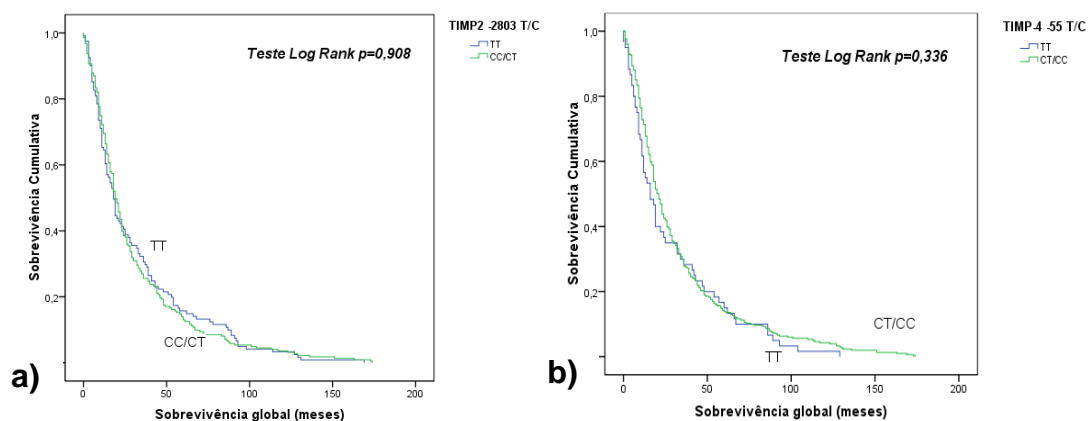 a)
TIMP2 -2803 T/C
TT
CC/CT
Teste Log Rank p=0,908
Sobrevivência Cumulativa
1,0
0,8
0,6
0,4
0,2
TT
CC/CT
0
50
100
150
200
Sobrevivência global (meses)
b)
TIMP-4 -55 T/C
TT
CT/CC
Teste Log Rank p=0,336
Sobrevivência Cumulativa
1,0
0,8
0,6
0,4
0,2
CT/CC
TT
0
50
100
150
200
Sobrevivência global (meses)